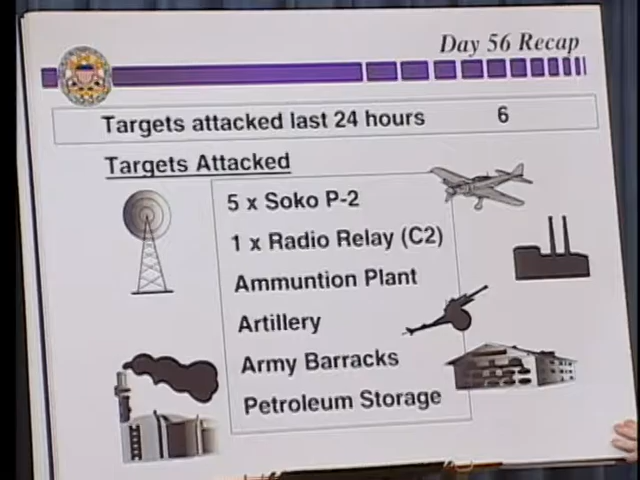 Day 56 Recap
Targets attacked last 24 hours 6
Targets Attacked
5 x Soko P-2
1 x Radio Relay (C2)
Ammuntion Plant
Artillery
Army Barracks
Petroleum Storage